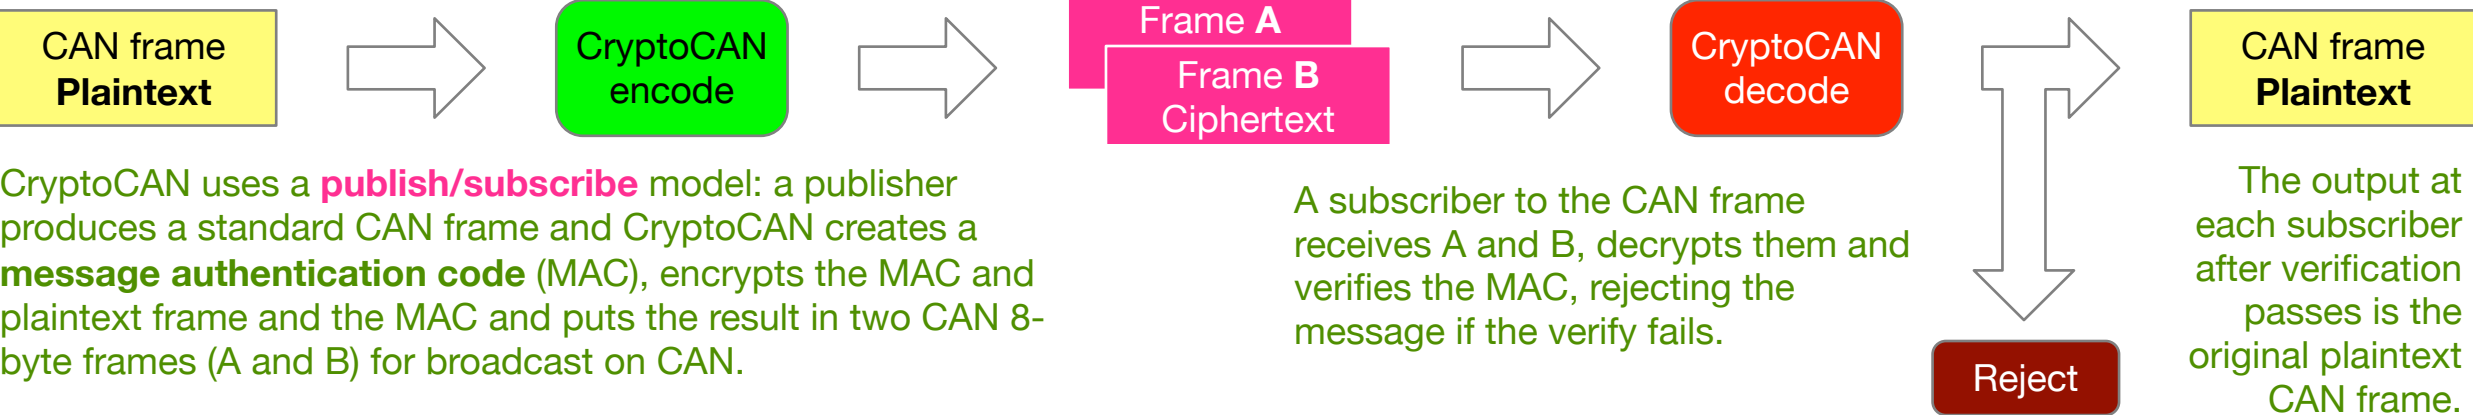 CAN frame
Plaintext
CryptoCAN
encode
Frame A
Frame B
Ciphertext
CryptoCAN
decode
CAN frame
Plaintext
CryptoCAN uses a publish/subscribe model: a publisher
produces a standard CAN frame and CryptoCAN creates a
message authentication code (MAC), encrypts the MAC and
plaintext frame and the MAC and puts the result in two CAN 8-
byte frames (A and B) for broadcast on CAN.
A subscriber to the CAN frame
receives A and B, decrypts them and
verifies the MAC, rejecting the
message if the verify fails.
Reject
The output at
each subscriber
after verification
passes is the
original plaintext
CAN frame.